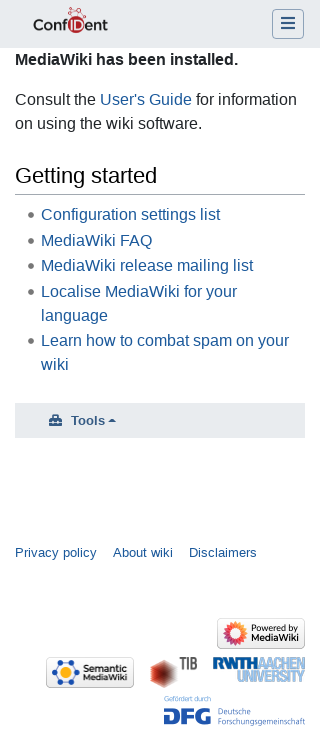 ConfIDent
MediaWiki has been installed.
Consult the User's Guide for information
on using the wiki software.
Getting started
Configuration settings list
MediaWiki FAQ
MediaWiki release mailing list
Localise MediaWiki for your
language
Learn how to combat spam on your
wiki
Tools
Privacy policy About wiki Disclaimers
Powered by
MediaWiki
Semantic
MediaWiki
TIB
RWTHAACHEN
UNIVERSITY
Gefördert durch
DFG Deutsche
Forschungsgemeinschaft